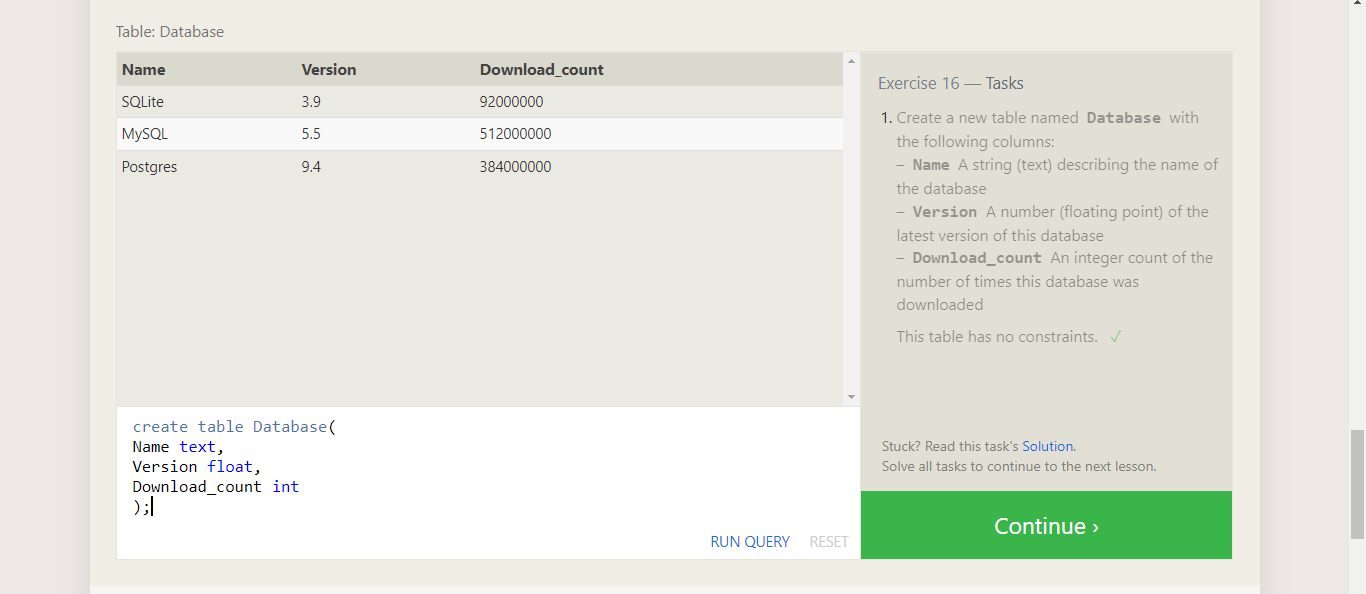 Table: Database
Name Version Download_count
SQLite 3.9 92000000
MySQL 5.5 512000000
Postgres 9.4 384000000
create table Database(
Name text,
Version float,
Download_count int
);
RUN QUERY RESET
Exercise 16 — Tasks
1. Create a new table named Database with
the following columns:
– Name A string (text) describing the name of
the database
– Version A number (floating point) of the
latest version of this database
– Download_count An integer count of the
number of times this database was
downloaded
This table has no constraints. ✓
Stuck? Read this task's Solution.
Solve all tasks to continue to the next lesson.
Continue ›